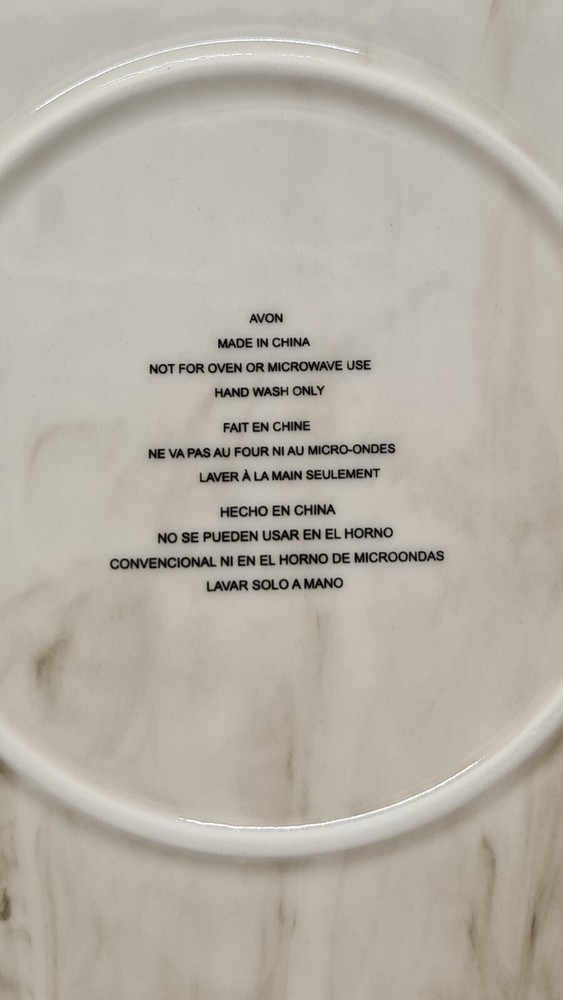 AVON
MADE IN CHINA
NOT FOR OVEN OR MICROWAVE USE
HAND WASH ONLY
FAIT EN CHINE
NE VA PAS AU FOUR NI AU MICRO-ONDES
LAVER À LA MAIN SEULEMENT
HECHO EN CHINA
NO SE PUEDEN USAR EN EL HORNO
CONVENCIONAL NI EN EL HORNO DE MICROONDAS
LAVAR SOLO A MANO